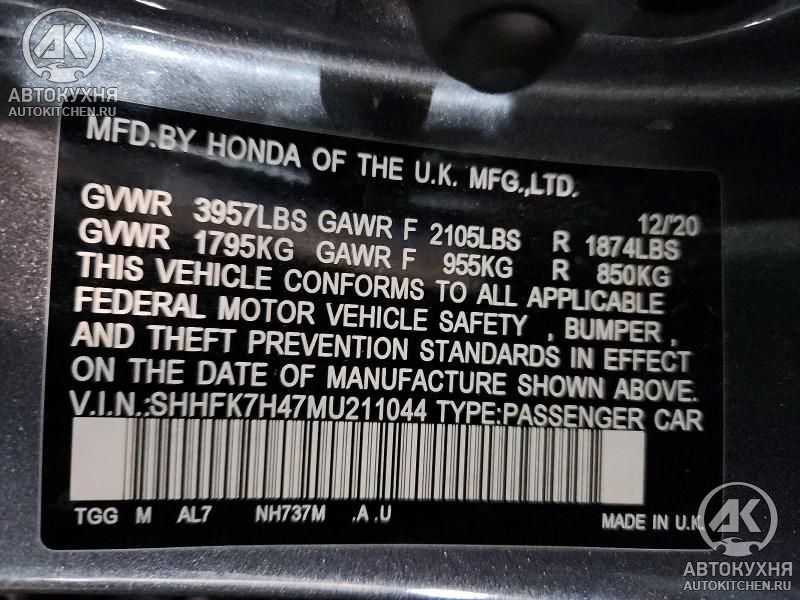 АК
АВТОКУХНЯ
AUTOKITCHEN.RU
MFD.BY HONDA OF THE U.K. MFG.,LTD.
12/20
GVWR 3957LBS GAWR F 2105LBS R 1874LBS
GVWR 1795KG GAWR F 955KG R 850KG
THIS VEHICLE CONFORMS TO ALL APPLICABLE
FEDERAL MOTOR VEHICLE SAFETY , BUMPER ,
AND THEFT PREVENTION STANDARDS IN EFFECT
ON THE DATE OF MANUFACTURE SHOWN ABOVE.
V.I.N.:SHHFK7H47MU211044 TYPE:PASSENGER CAR
TGG M AL7 NH737M .A .U MADE IN U.K.
АК
АВТОКУХНЯ
AUTOKITCHEN.RU